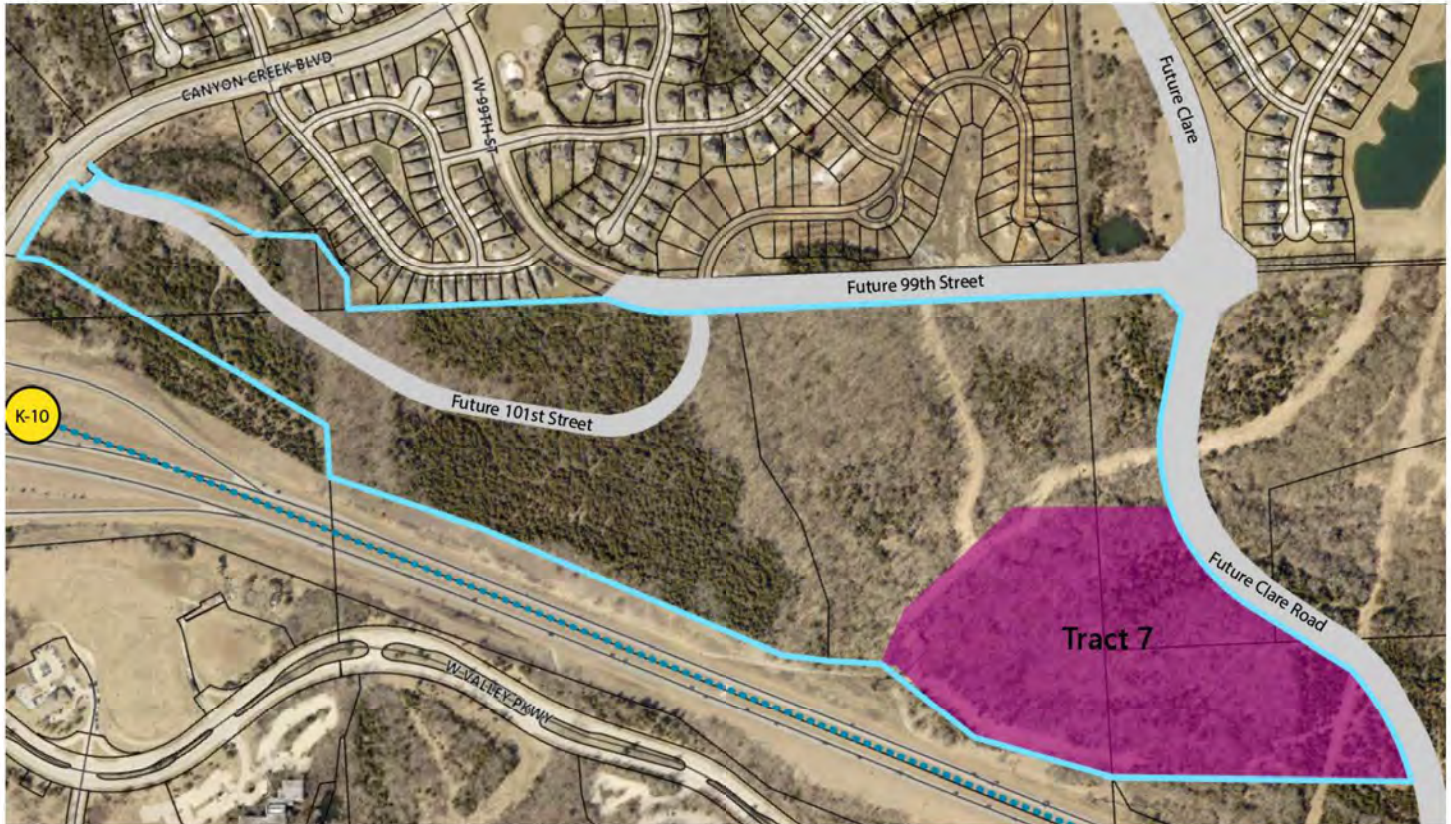 CANYON CREEK BLVD
W 99TH ST
Future Clare
Future 99th Street
K-10
Future 101st Street
Future Clare Road
Tract 7
W VALLEY PKWY